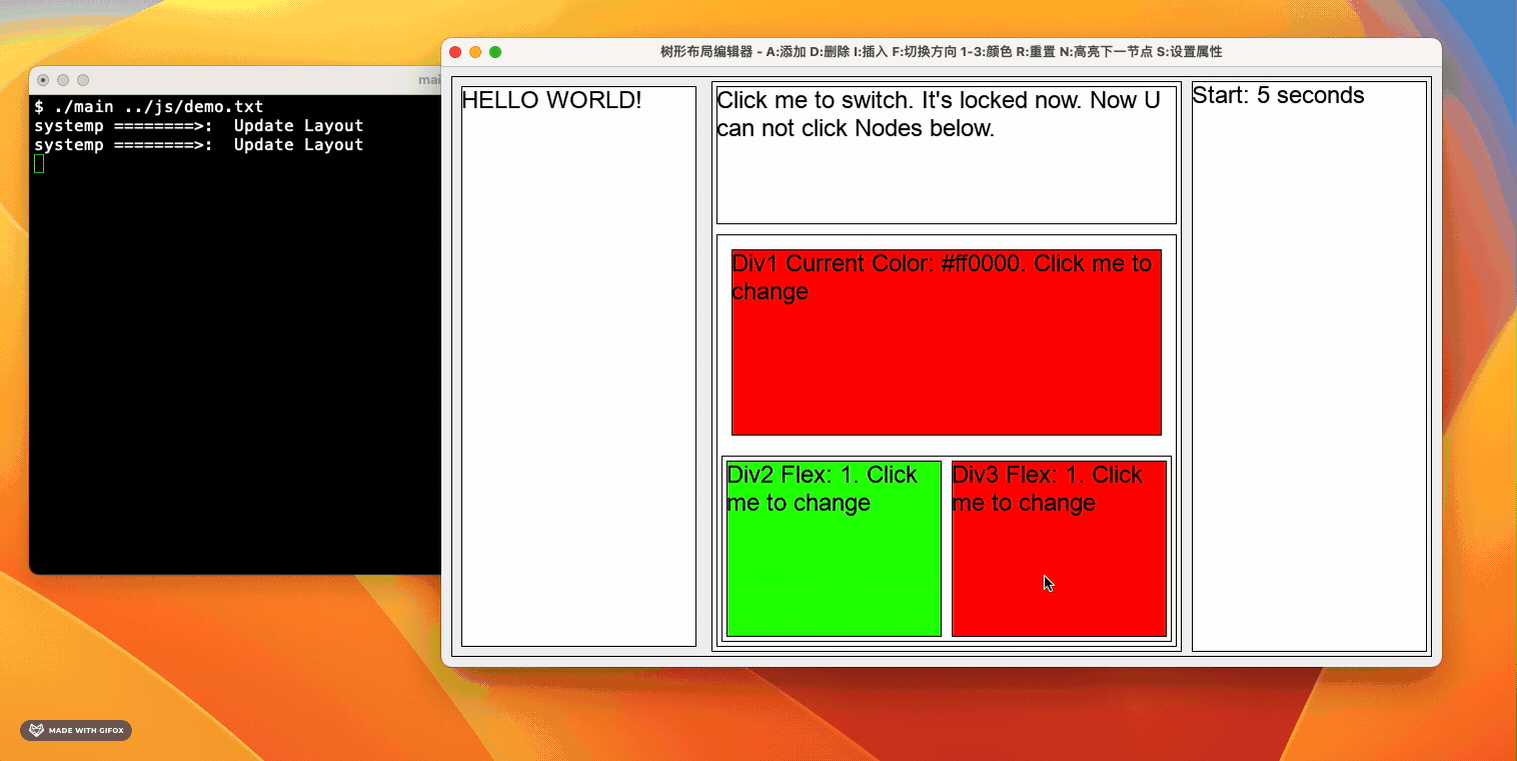 mai
$ ./main ../js/demo.txt
systemp ========>:  Update Layout
systemp ========>:  Update Layout
树形布局编辑器 - A:添加 D:删除 I:插入 F:切换方向 1-3:颜色 R:重置 N:高亮下一节点 S:设置属性
HELLO WORLD!
Click me to switch. It's locked now. Now U
can not click Nodes below.
Div1 Current Color: #ff0000. Click me to
change
Div2 Flex: 1. Click
me to change
Div3 Flex: 1. Click
me to change
Start: 5 seconds
MADE WITH GIFOX